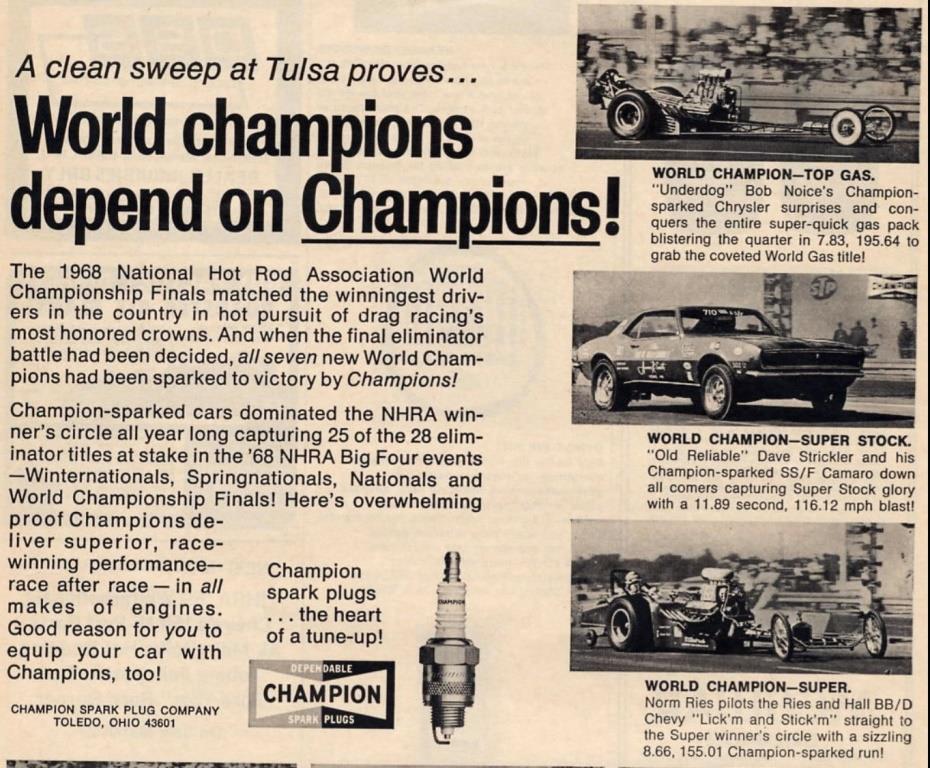 A clean sweep at Tulsa proves...
World champions
depend on Champions!
The 1968 National Hot Rod Association World
Championship Finals matched the winningest driv-
ers in the country in hot pursuit of drag racing's
most honored crowns. And when the final eliminator
battle had been decided, all seven new World Cham-
pions had been sparked to victory by Champions!
Champion-sparked cars dominated the NHRA win-
ner's circle all year long capturing 25 of the 28 elim-
inator titles at stake in the '68 NHRA Big Four events
—Winternationals, Springnationals, Nationals and
World Championship Finals! Here's overwhelming
proof Champions de-
liver superior, race-
winning performance—
race after race — in all
makes of engines.
Good reason for you to
equip your car with
Champions, too!
CHAMPION SPARK PLUG COMPANY
TOLEDO, OHIO 43601
Champion
spark plugs
. . . the heart
of a tune-up!
DEPENDABLE
CHAMPION
SPARK PLUGS
CHAMPION
WORLD CHAMPION—TOP GAS.
"Underdog" Bob Noice's Champion-
sparked Chrysler surprises and con-
quers the entire super-quick gas pack
blistering the quarter in 7.83, 195.64 to
grab the coveted World Gas title!
STP
CHAMPION
710
WORLD CHAMPION—SUPER STOCK.
"Old Reliable" Dave Strickler and his
Champion-sparked SS/F Camaro down
all comers capturing Super Stock glory
with a 11.89 second, 116.12 mph blast!
WORLD CHAMPION—SUPER.
Norm Ries pilots the Ries and Hall BB/D
Chevy "Lick'm and Stick'm" straight to
the Super winner's circle with a sizzling
8.66, 155.01 Champion-sparked run!